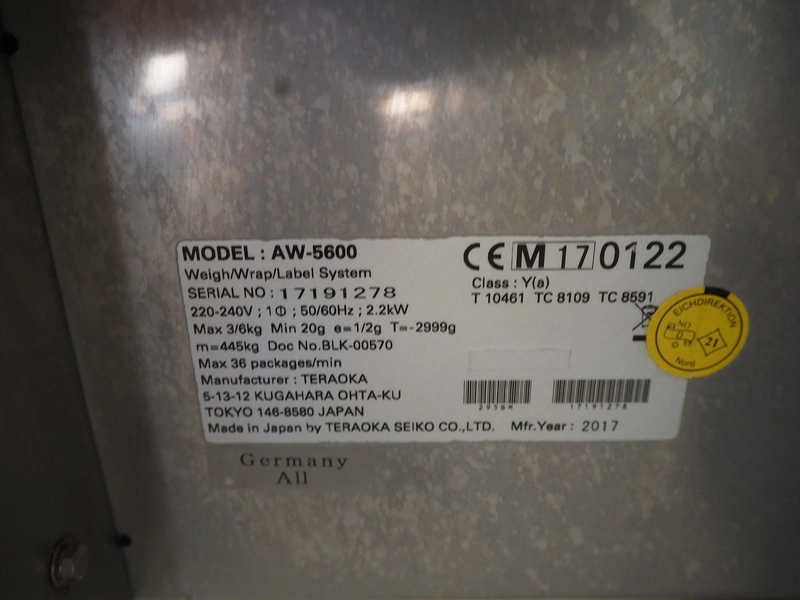 MODEL : AW-5600
Weigh/Wrap/Label System
SERIAL NO : 17191278
220-240V ; 1Φ ; 50/60Hz ; 2.2kW
Max 3/6kg Min 20g e=1/2g T=-2999g
m=445kg Doc No.BLK-00570
Max 36 packages/min
Manufacturer : TERAOKA
5-13-12 KUGAHARA OHTA-KU
TOKYO 146-8580 JAPAN
Made in Japan by TERAOKA SEIKO CO.,LTD. Mfr.Year : 2017
CE M 17 0122
Class : Y(a)
T 10461 TC 8109 TC 8591
2958M 17191278
EICHDIREKTION
ND
D
21
Nord
Germany
All